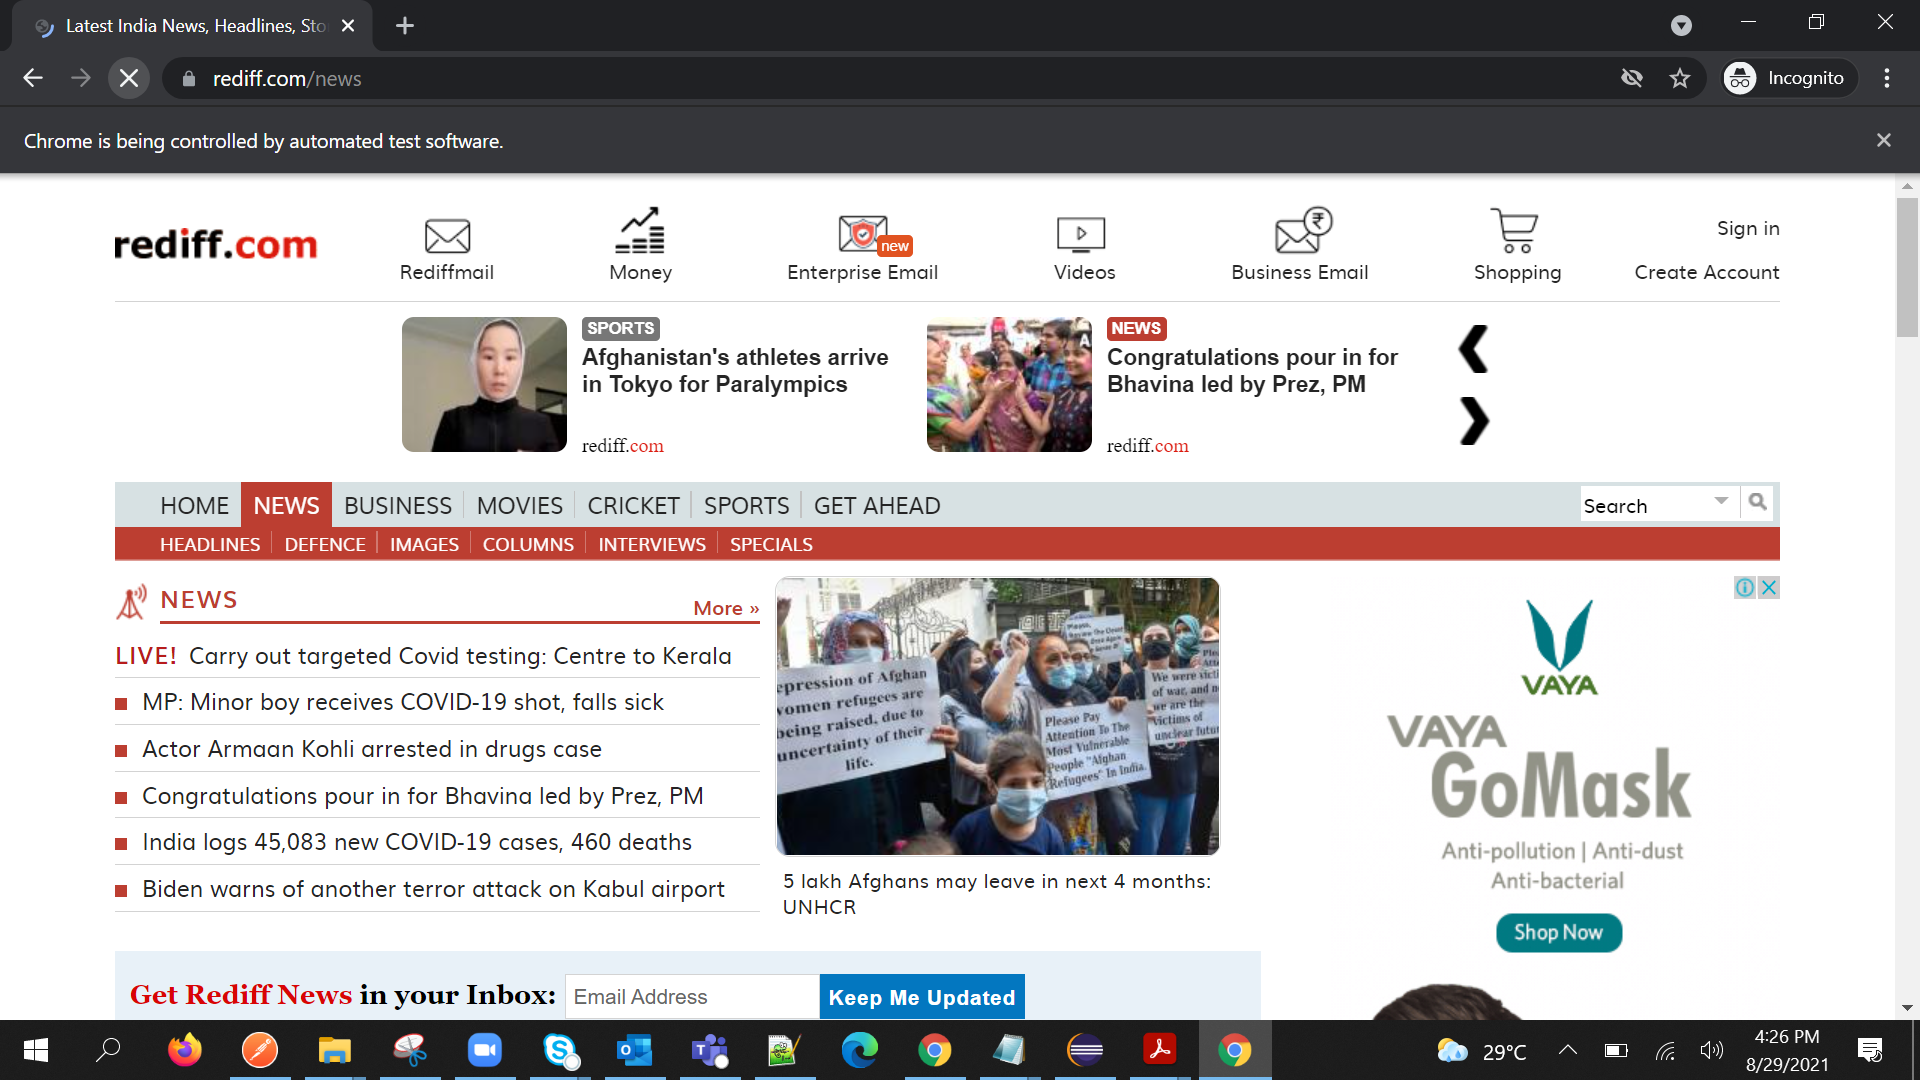 Latest India News, Headlines, Sto
rediff.com/news
Incognito
Chrome is being controlled by automated test software.
rediff.com
Rediffmail
Money
new
Enterprise Email
Videos
Business Email
Shopping
Sign in
Create Account
SPORTS
Afghanistan's athletes arrive
in Tokyo for Paralympics
rediff.com
NEWS
Congratulations pour in for
Bhavina led by Prez, PM
rediff.com
HOME NEWS BUSINESS MOVIES CRICKET SPORTS GET AHEAD
Search
HEADLINES DEFENCE IMAGES COLUMNS INTERVIEWS SPECIALS
NEWS
More »
LIVE! Carry out targeted Covid testing: Centre to Kerala
MP: Minor boy receives COVID-19 shot, falls sick
Actor Armaan Kohli arrested in drugs case
Congratulations pour in for Bhavina led by Prez, PM
India logs 45,083 new COVID-19 cases, 460 deaths
Biden warns of another terror attack on Kabul airport
epression of Afghan
women refugees are
being raised, due to
uncertainty of their
life.
Please Pay
Attention To The
Most Vulnerable
People "Afghan
Refugees" In India.
We were victi
of war, and n
we are the
victims of
unclear futur
5 lakh Afghans may leave in next 4 months:
UNHCR
VAYA
VAYA
GoMask
Anti-pollution | Anti-dust
Anti-bacterial
Shop Now
Get Rediff News in your Inbox:
Email Address
Keep Me Updated
29°C
4:26 PM
8/29/2021